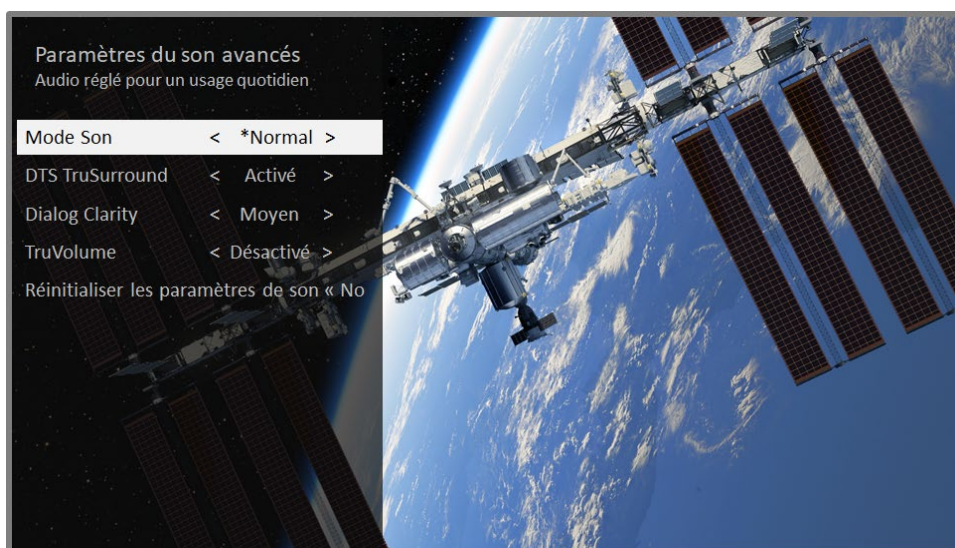 Paramètres du son avancés
Audio réglé pour un usage quotidien
Mode Son < *Normal >
DTS TruSurround < Activé >
Dialog Clarity < Moyen >
TruVolume < Désactivé >
Réinitialiser les paramètres de son « No